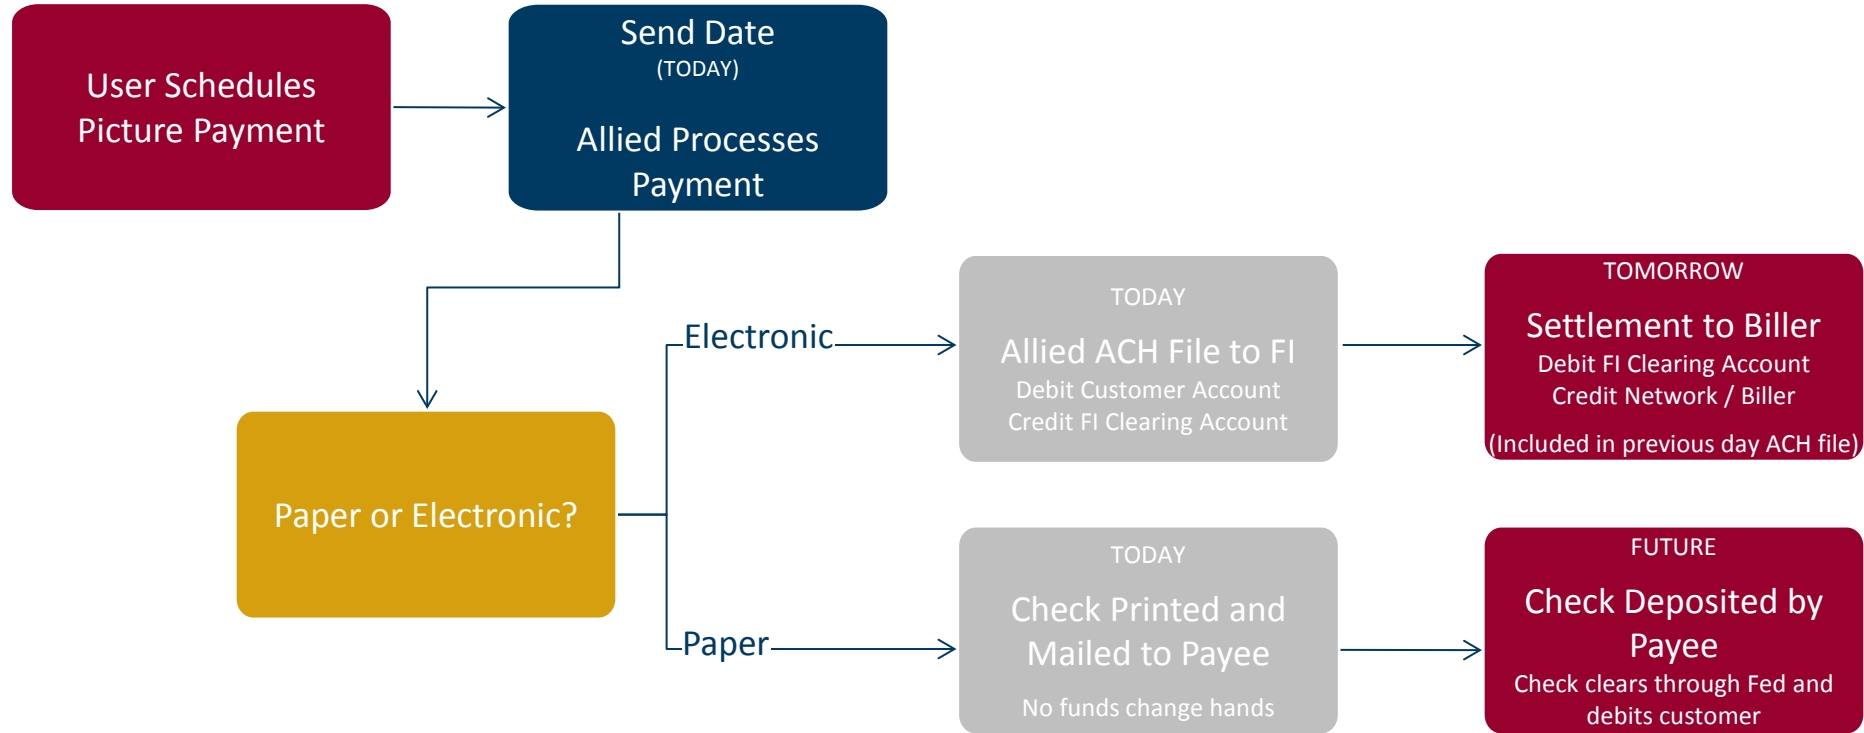 User Schedules
Picture Payment
Send Date
(TODAY)
Allied Processes
Payment
Paper or Electronic?
Electronic
TODAY
Allied ACH File to FI
Debit Customer Account
Credit FI Clearing Account
TOMORROW
Settlement to Biller
Debit FI Clearing Account
Credit Network / Biller
(Included in previous day ACH file)
Paper
TODAY
Check Printed and
Mailed to Payee
No funds change hands
FUTURE
Check Deposited by
Payee
Check clears through Fed and
debits customer